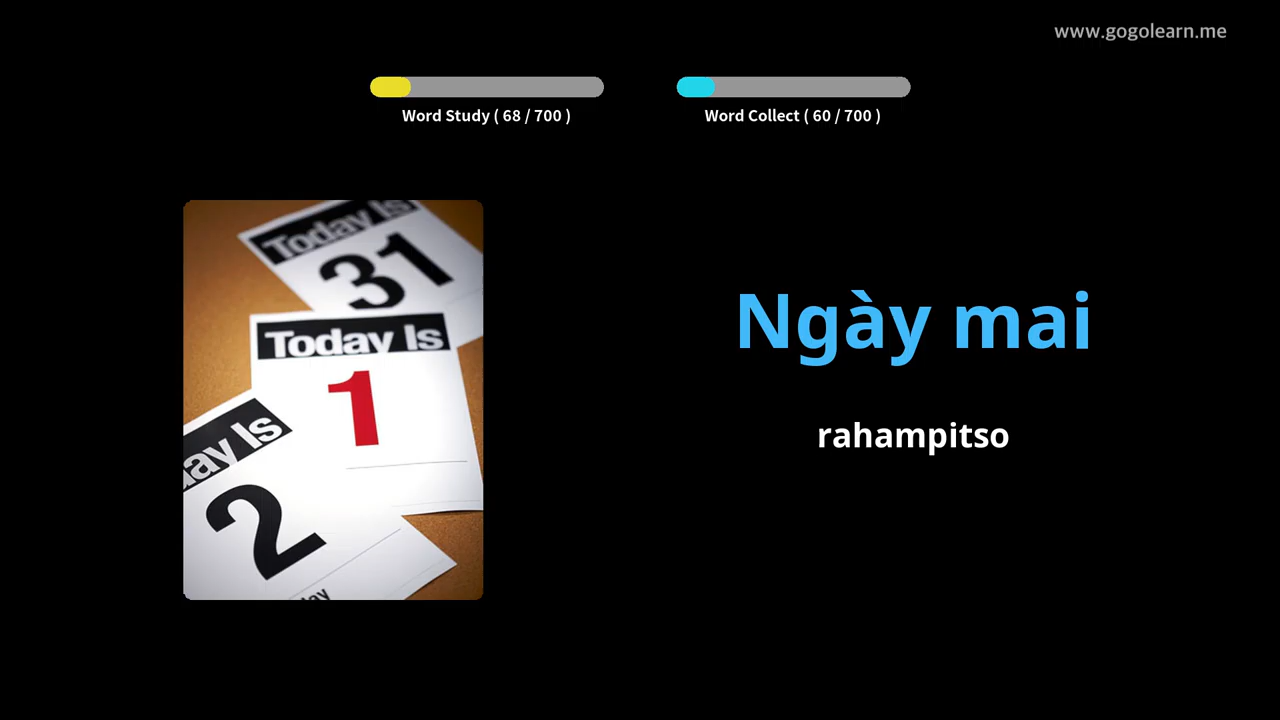 www.gogolearn.me
Word Study ( 68 / 700 )
Word Collect ( 60 / 700 )
Today Is
31
Today Is
1
ay Is
2
Ngày mai
rahampitso